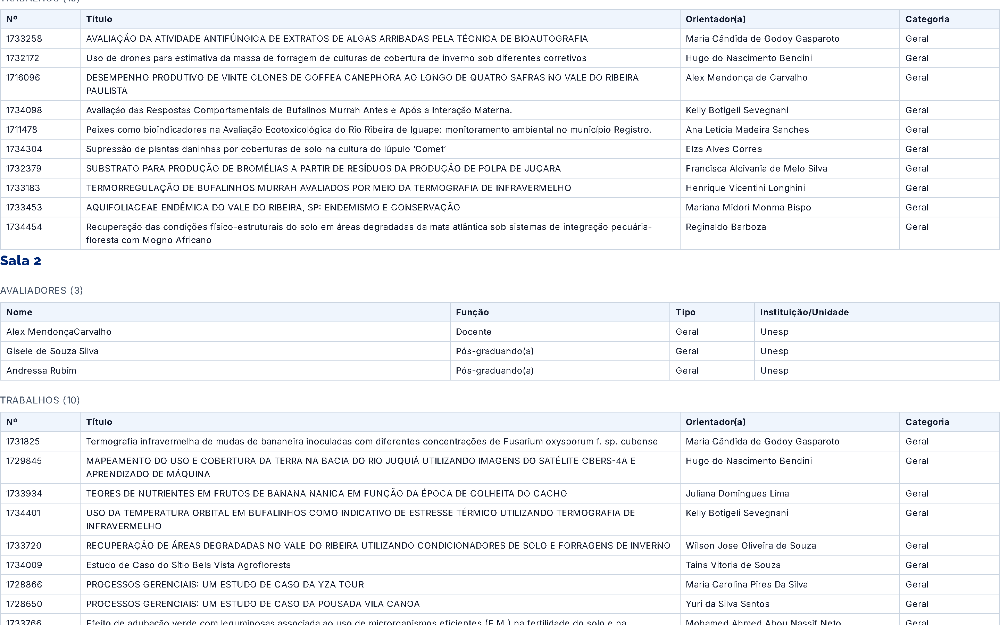 TRABALHOS (10)
Nº Título Orientador(a) Categoria
1733258 AVALIAÇÃO DA ATIVIDADE ANTIFÚNGICA DE EXTRATOS DE ALGAS ARRIBADAS PELA TÉCNICA DE BIOAUTOGRAFIA Maria Cândida de Godoy Gasparoto Geral
1732172 Uso de drones para estimativa da massa de forragem de culturas de cobertura de inverno sob diferentes corretivos Hugo do Nascimento Bendini Geral
1716096 DESEMPENHO PRODUTIVO DE VINTE CLONES DE COFFEA CANEPHORA AO LONGO DE QUATRO SAFRAS NO VALE DO RIBEIRA Alex Mendonça de Carvalho Geral
PAULISTA
1734098 Avaliação das Respostas Comportamentais de Bufalinos Murrah Antes e Após a Interação Materna. Kelly Botigeli Sevegnani Geral
1711478 Peixes como bioindicadores na Avaliação Ecotoxicológica do Rio Ribeira de Iguape: monitoramento ambiental no município Registro. Ana Letícia Madeira Sanches Geral
1734304 Supressão de plantas daninhas por coberturas de solo na cultura do lúpulo ‘Comet’ Elza Alves Correa Geral
1732379 SUBSTRATO PARA PRODUÇÃO DE BROMÉLIAS A PARTIR DE RESÍDUOS DA PRODUÇÃO DE POLPA DE JUÇARA Francisca Alcivania de Melo Silva Geral
1733183 TERMORREGULAÇÃO DE BUFALINHOS MURRAH AVALIADOS POR MEIO DA TERMOGRAFIA DE INFRAVERMELHO Henrique Vicentini Longhini Geral
1733453 AQUIFOLIACEAE ENDÊMICA DO VALE DO RIBEIRA, SP: ENDEMISMO E CONSERVAÇÃO Mariana Midori Monma Bispo Geral
1734454 Recuperação das condições físico-estruturais do solo em áreas degradadas da mata atlântica sob sistemas de integração pecuária- Reginaldo Barboza Geral
floresta com Mogno Africano
Sala 2
AVALIADORES (3)
Nome Função Tipo Instituição/Unidade
Alex MendonçaCarvalho Docente Geral Unesp
Gisele de Souza Silva Pós-graduando(a) Geral Unesp
Andressa Rubim Pós-graduando(a) Geral Unesp
TRABALHOS (10)
Nº Título Orientador(a) Categoria
1731825 Termografia infravermelha de mudas de bananeira inoculadas com diferentes concentrações de Fusarium oxysporum f. sp. cubense Maria Cândida de Godoy Gasparoto Geral
1729845 MAPEAMENTO DO USO E COBERTURA DA TERRA NA BACIA DO RIO JUQUIÁ UTILIZANDO IMAGENS DO SATÉLITE CBERS-4A E Hugo do Nascimento Bendini Geral
APRENDIZADO DE MÁQUINA
1733934 TEORES DE NUTRIENTES EM FRUTOS DE BANANA NANICA EM FUNÇÃO DA ÉPOCA DE COLHEITA DO CACHO Juliana Domingues Lima Geral
1734401 USO DA TEMPERATURA ORBITAL EM BUFALINHOS COMO INDICATIVO DE ESTRESSE TÉRMICO UTILIZANDO TERMOGRAFIA DE Kelly Botigeli Sevegnani Geral
INFRAVERMELHO
1733720 RECUPERAÇÃO DE ÁREAS DEGRADADAS NO VALE DO RIBEIRA UTILIZANDO CONDICIONADORES DE SOLO E FORRAGENS DE INVERNO Wilson Jose Oliveira de Souza Geral
1734009 Estudo de Caso do Sítio Bela Vista Agrofloresta Taina Vitoria de Souza Geral
1728866 PROCESSOS GERENCIAIS: UM ESTUDO DE CASO DA YZA TOUR Maria Carolina Pires Da Silva Geral
1728650 PROCESSOS GERENCIAIS: UM ESTUDO DE CASO DA POUSADA VILA CANOA Yuri da Silva Santos Geral
1733766 Efeito de adubação verde com leguminosas associada ao uso de microrganismos eficientes (E.M.) na fertilidade do solo e na Mohamed Ahmed Abou Nassif Neto Geral